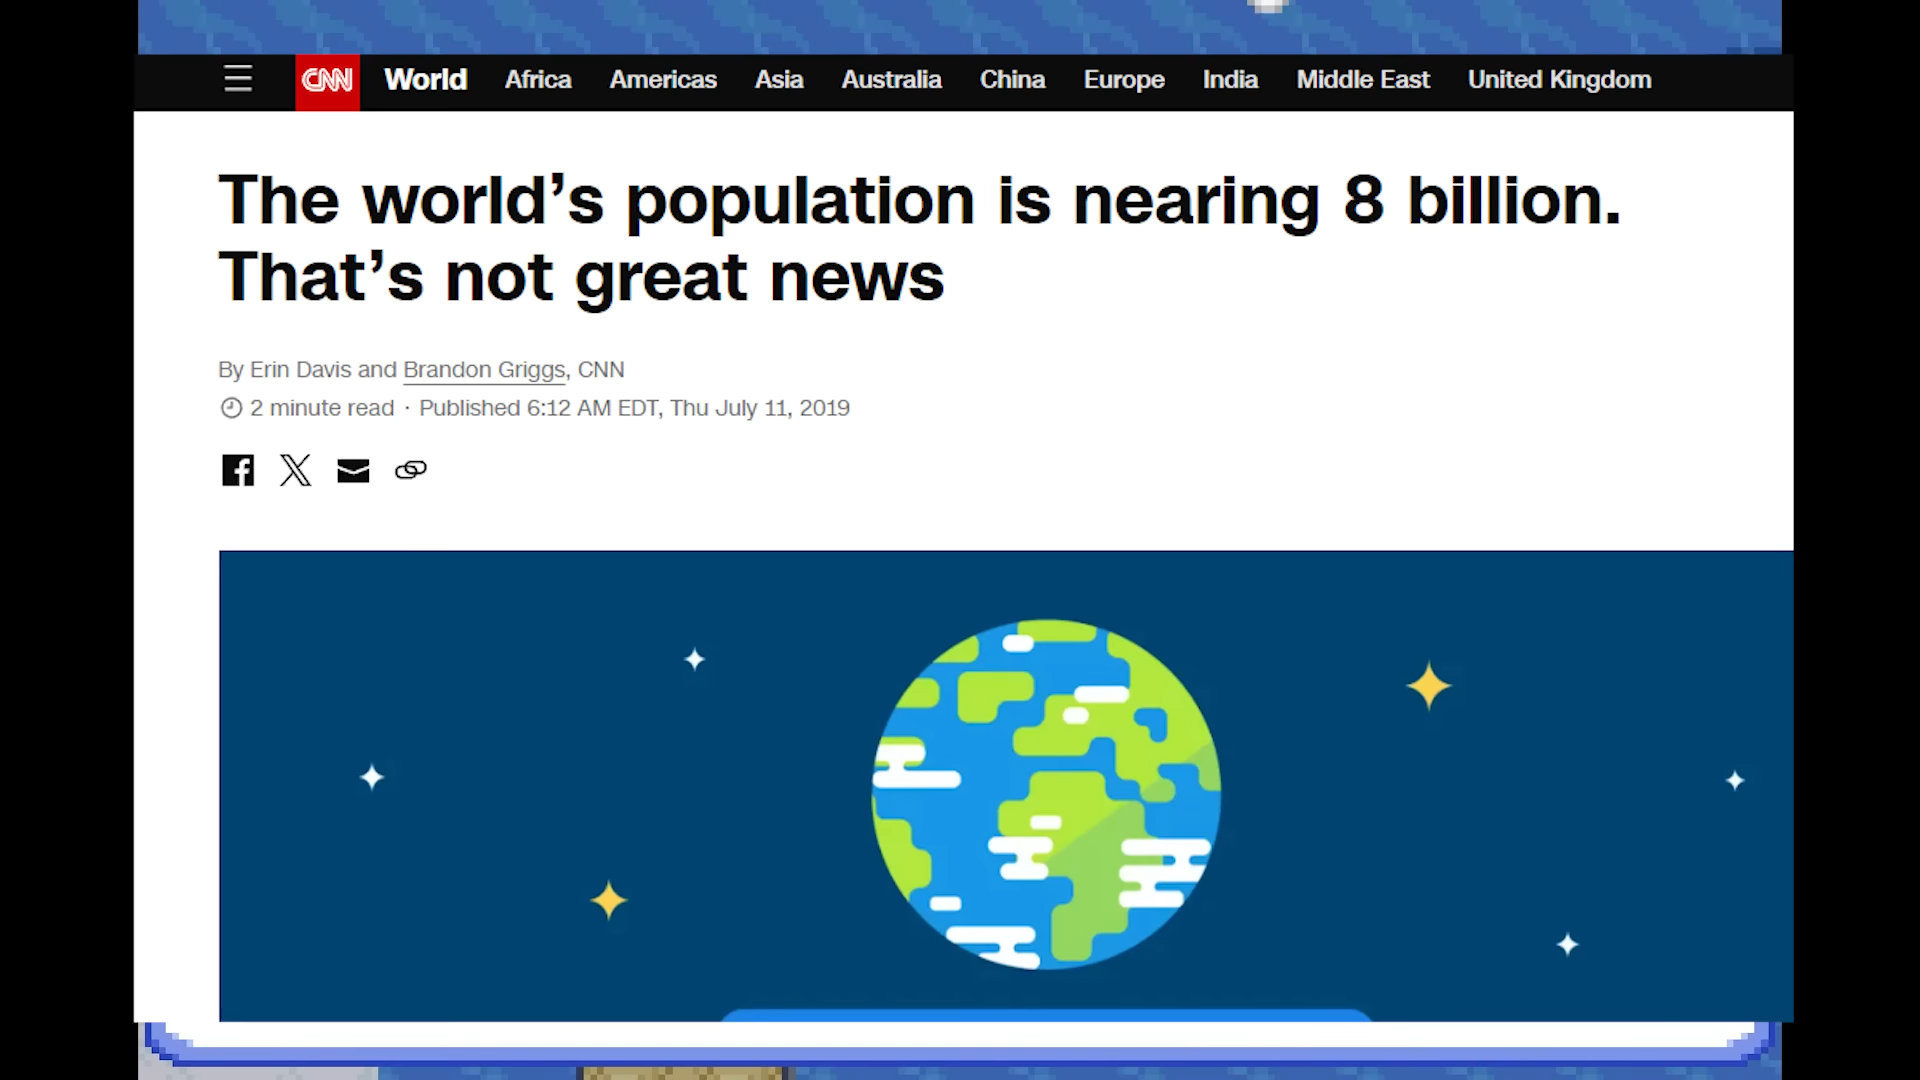 CNN World Africa Americas Asia Australia China Europe India Middle East United Kingdom
The world’s population is nearing 8 billion.
That’s not great news
By Erin Davis and Brandon Griggs, CNN
2 minute read · Published 6:12 AM EDT, Thu July 11, 2019